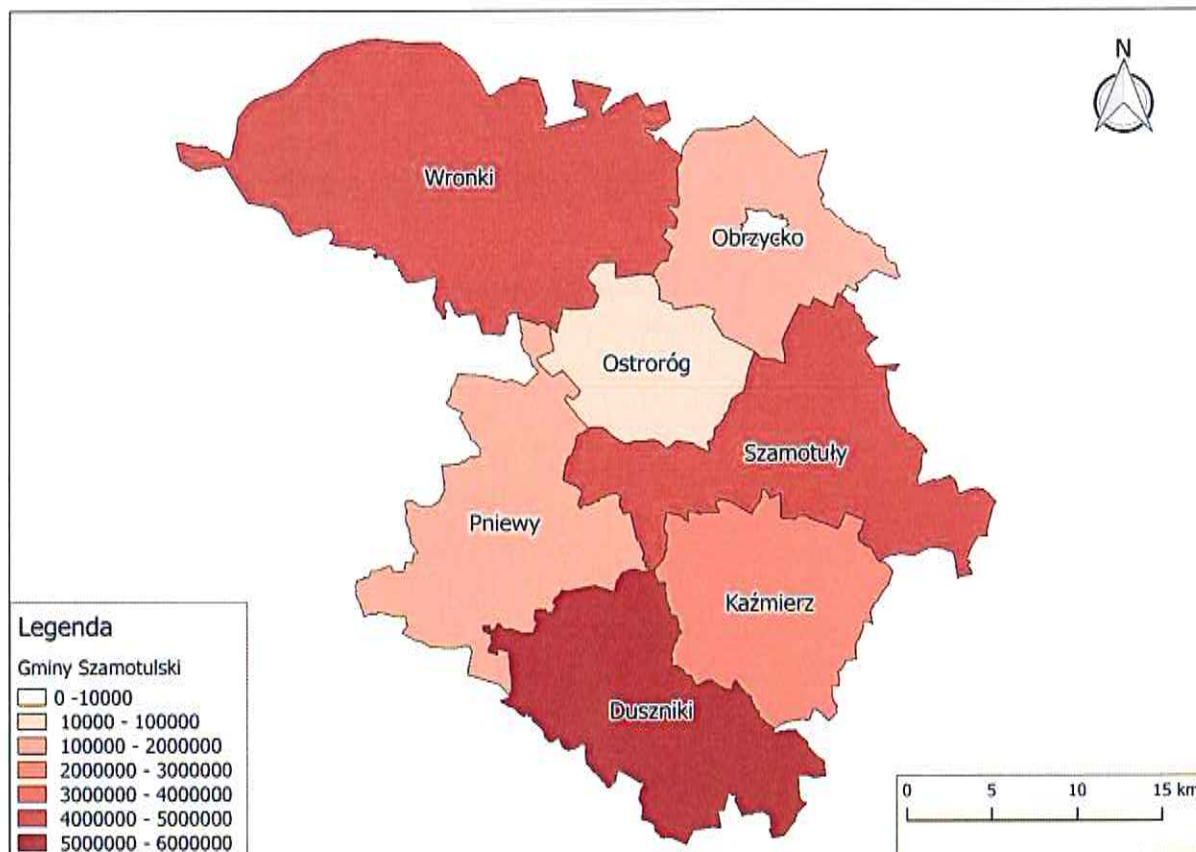 N
Wronki
Obrzycko
Ostroróg
Szamotuły
Pniewy
Kaźmierz
Duszniki
Legenda
Gminy Szamotulski
0 -10000
10000 - 100000
100000 - 2000000
2000000 - 3000000
3000000 - 4000000
4000000 - 5000000
5000000 - 6000000
0 5 10 15 km